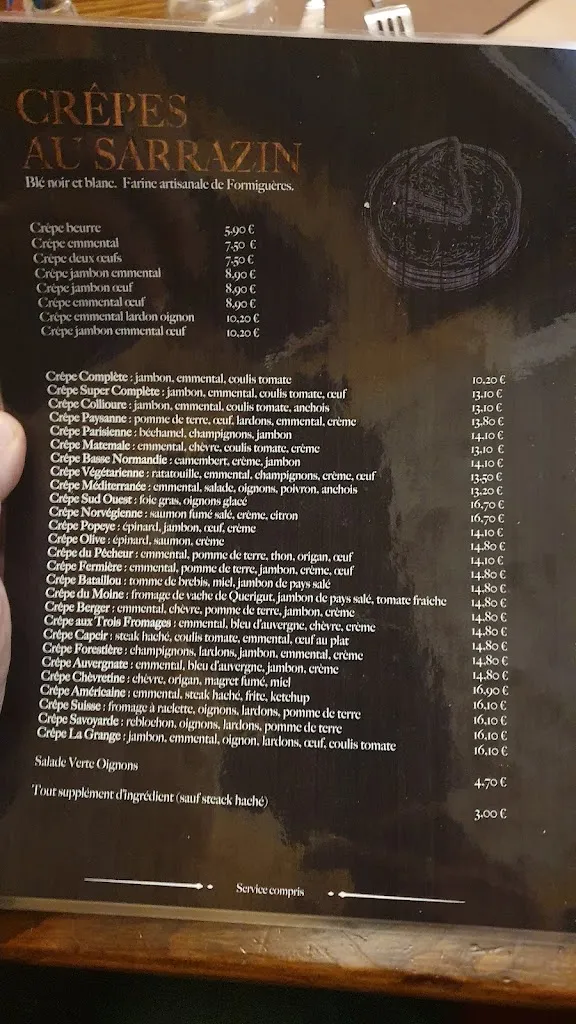 CRÊPES
AU SARRAZIN
Blé noir et blanc. Farine artisanale de Formiguères.
Crêpe beurre 5,90 €
Crêpe emmental 7,50 €
Crêpe deux œufs 7,50 €
Crêpe jambon emmental 8,90 €
Crêpe jambon œuf 8,90 €
Crêpe emmental œuf 8,90 €
Crêpe emmental lardon oignon 10,20 €
Crêpe jambon emmental œuf 10,20 €
Crêpe Complète : jambon, emmental, coulis tomate 10,20 €
Crêpe Super Complète : jambon, emmental, coulis tomate, œuf 13,10 €
Crêpe Collioure : jambon, emmental, coulis tomate, anchois 13,10 €
Crêpe Paysanne : pomme de terre, œuf, lardons, emmental, crème 13,80 €
Crêpe Parisienne : béchamel, champignons, jambon 14,10 €
Crêpe Matemale : emmental, chèvre, coulis tomate, crème 13,10 €
Crêpe Basse Normandie : camembert, crème, jambon 14,10 €
Crêpe Végétarienne : ratatouille, emmental, champignons, crème, œuf 13,50 €
Crêpe Méditerranée : emmental, salade, oignons, poivron, anchois 13,20 €
Crêpe Sud Ouest : foie gras, oignons glacé 16,70 €
Crêpe Norvégienne : saumon fumé salé, crème, citron 16,70 €
Crêpe Popeye : épinard, jambon, œuf, crème 14,10 €
Crêpe Olive : épinard, saumon, crème 14,80 €
Crêpe du Pêcheur : emmental, pomme de terre, thon, origan, œuf 14,10 €
Crêpe Fermière : emmental, pomme de terre, jambon, crème, œuf 14,80 €
Crêpe Bataillou : tomme de brebis, miel, jambon de pays salé 14,80 €
Crêpe du Moine : fromage de vache de Querigut, jambon de pays salé, tomate fraiche 14,80 €
Crêpe Berger : emmental, chèvre, pomme de terre, jambon, crème 14,80 €
Crêpe aux Trois Fromages : emmental, bleu d'auvergne, chèvre, crème 14,80 €
Crêpe Capcir : steak haché, coulis tomate, emmental, œuf au plat 14,80 €
Crêpe Forestière : champignons, lardons, jambon, emmental, crème 14,80 €
Crêpe Auvergnate : emmental, bleu d'auvergne, jambon, crème 14,80 €
Crêpe Chèvretine : chèvre, origan, magret fumé, miel 16,90 €
Crêpe Américaine : emmental, steak haché, frite, ketchup 16,10 €
Crêpe Suisse : fromage à raclette, oignons, lardons, pomme de terre 16,10 €
Crêpe Savoyarde : reblochon, oignons, lardons, pomme de terre 16,10 €
Crêpe La Grange : jambon, emmental, oignon, lardons, œuf, coulis tomate 16,10 €
Salade Verte Oignons 4,70 €
Tout supplément d'ingrédient (sauf steack haché) 3,00 €
Service compris